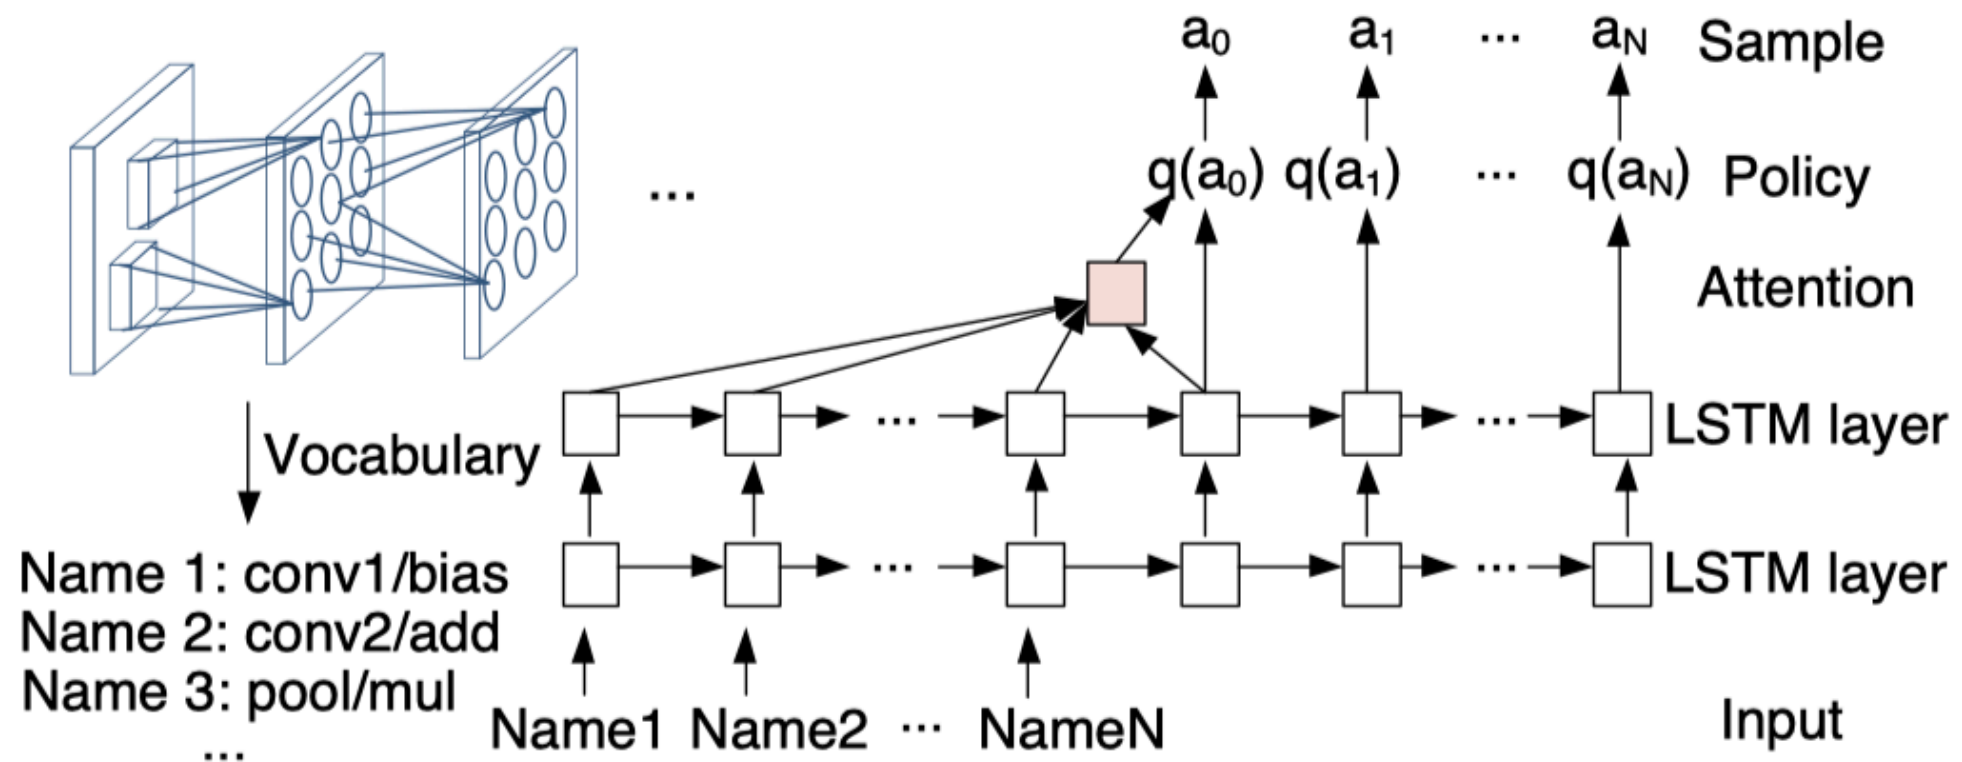 a0 a1 ... aN Sample
... q(a0) q(a1) ... q(aN) Policy
Attention
Vocabulary ... ... LSTM layer
Name 1: conv1/bias ... ... LSTM layer
Name 2: conv2/add
Name 3: pool/mul
...
Name1 Name2 ... NameN Input